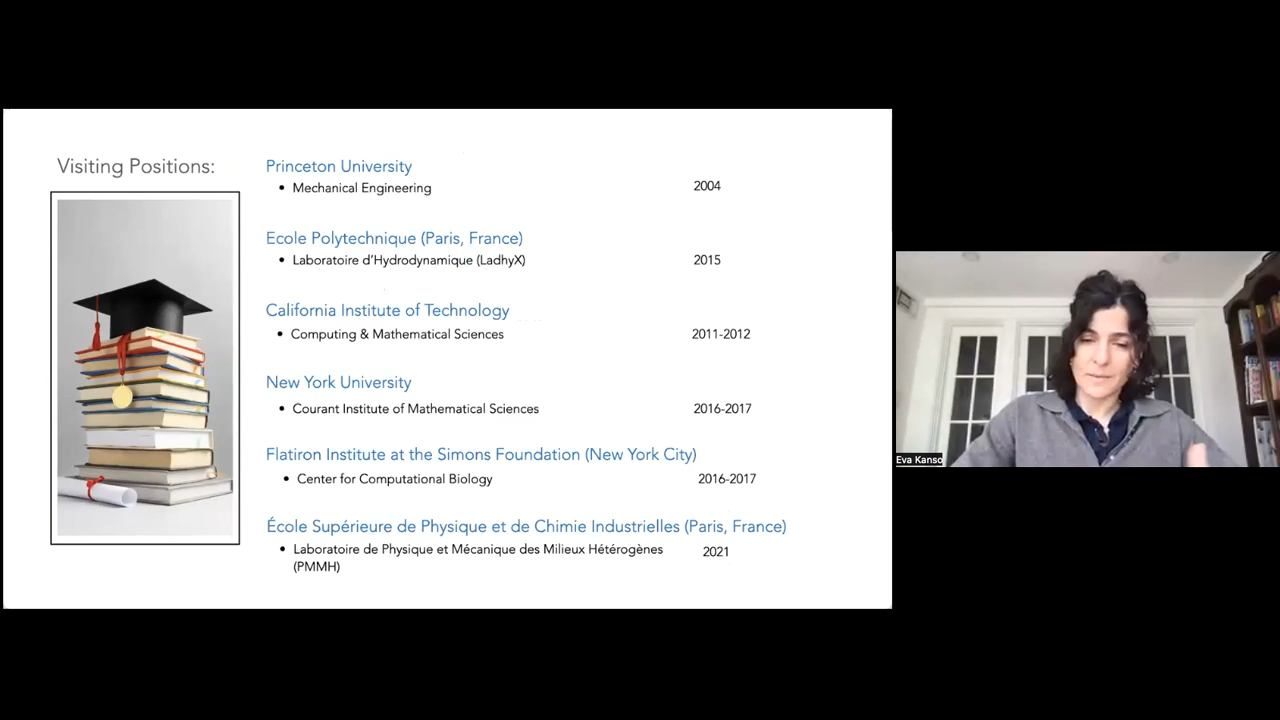 Visiting Positions:
Princeton University
• Mechanical Engineering
2004
Ecole Polytechnique (Paris, France)
• Laboratoire d'Hydrodynamique (LadhyX)
2015
California Institute of Technology
• Computing & Mathematical Sciences
2011-2012
New York University
• Courant Institute of Mathematical Sciences
2016-2017
Flatiron Institute at the Simons Foundation (New York City)
• Center for Computational Biology
2016-2017
École Supérieure de Physique et de Chimie Industrielles (Paris, France)
• Laboratoire de Physique et Mécanique des Milieux Hétérogènes
(PMMH)
2021
Eva Kanso